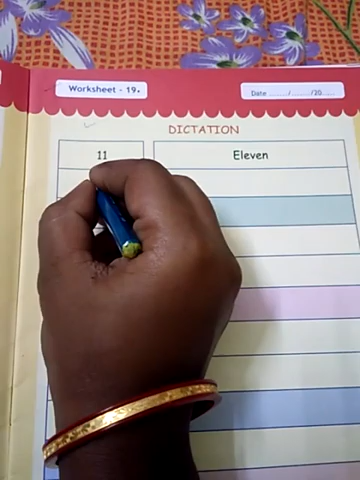 Worksheet - 19
Date ......../......../20......
DICTATION
11 Eleven